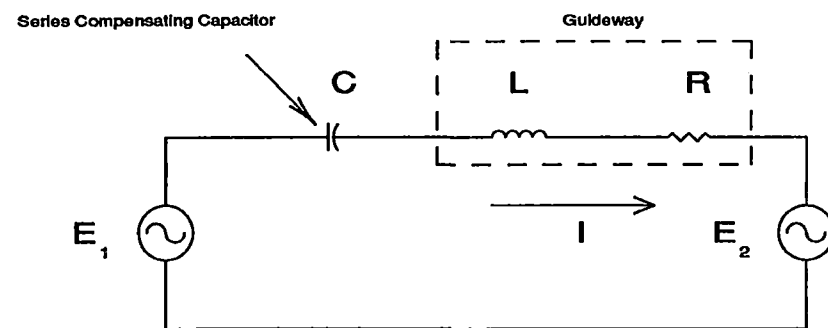 Series Compensating Capacitor
Guideway
C
L
R
E1
I
E2